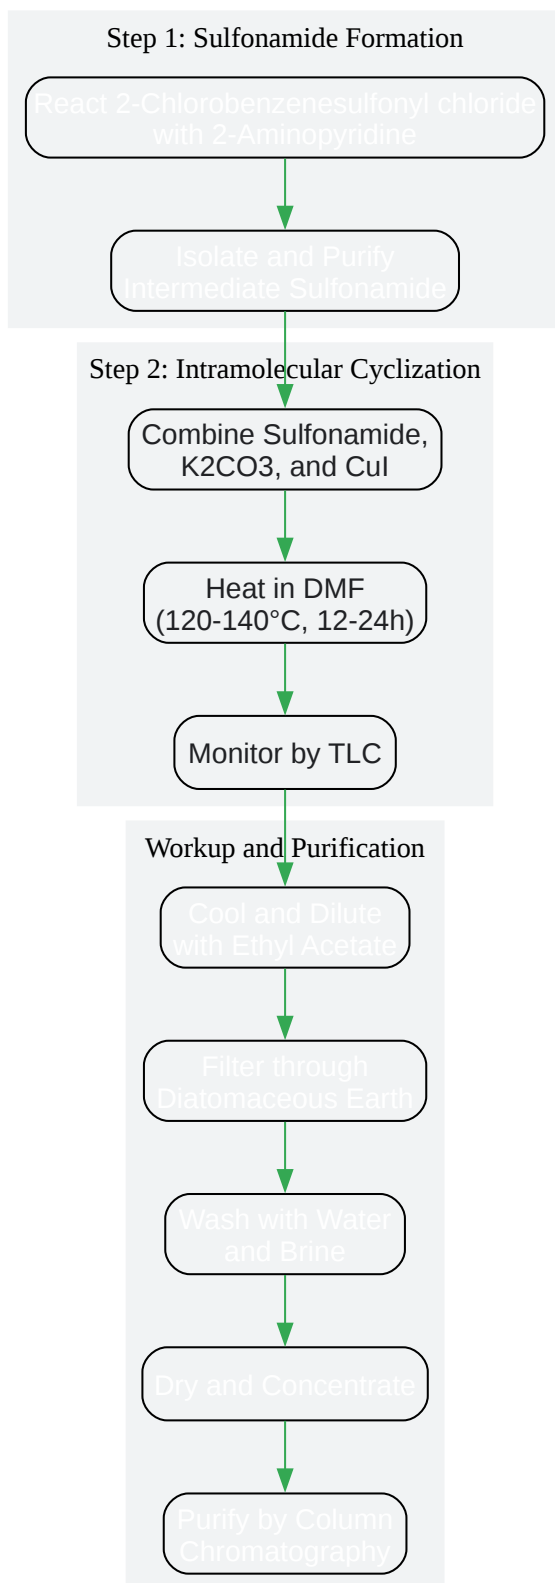 Step 1: Sulfonamide Formation
React 2-Chlorobenzenesulfonyl chloride
with 2-Aminopyridine
Isolate and Purify
Intermediate Sulfonamide
Step 2: Intramolecular Cyclization
Combine Sulfonamide,
K2CO3, and CuI
Heat in DMF
(120-140°C, 12-24h)
Monitor by TLC
Workup and Purification
Cool and Dilute
with Ethyl Acetate
Filter through
Diatomaceous Earth
Wash with Water
and Brine
Dry and Concentrate
Purify by Column
Chromatography